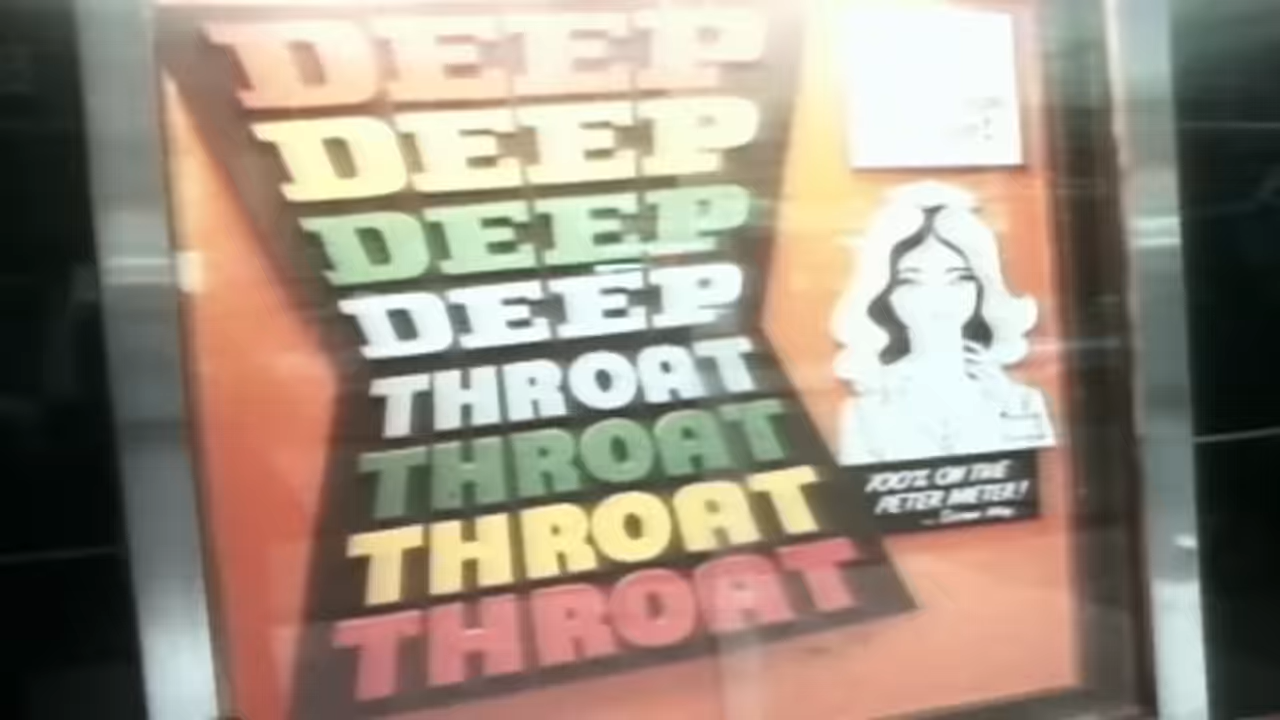 DEEP
DEEP
DEEP
DEEP
THROAT
THROAT
THROAT
THROAT
100% ON THE
PETER METER!